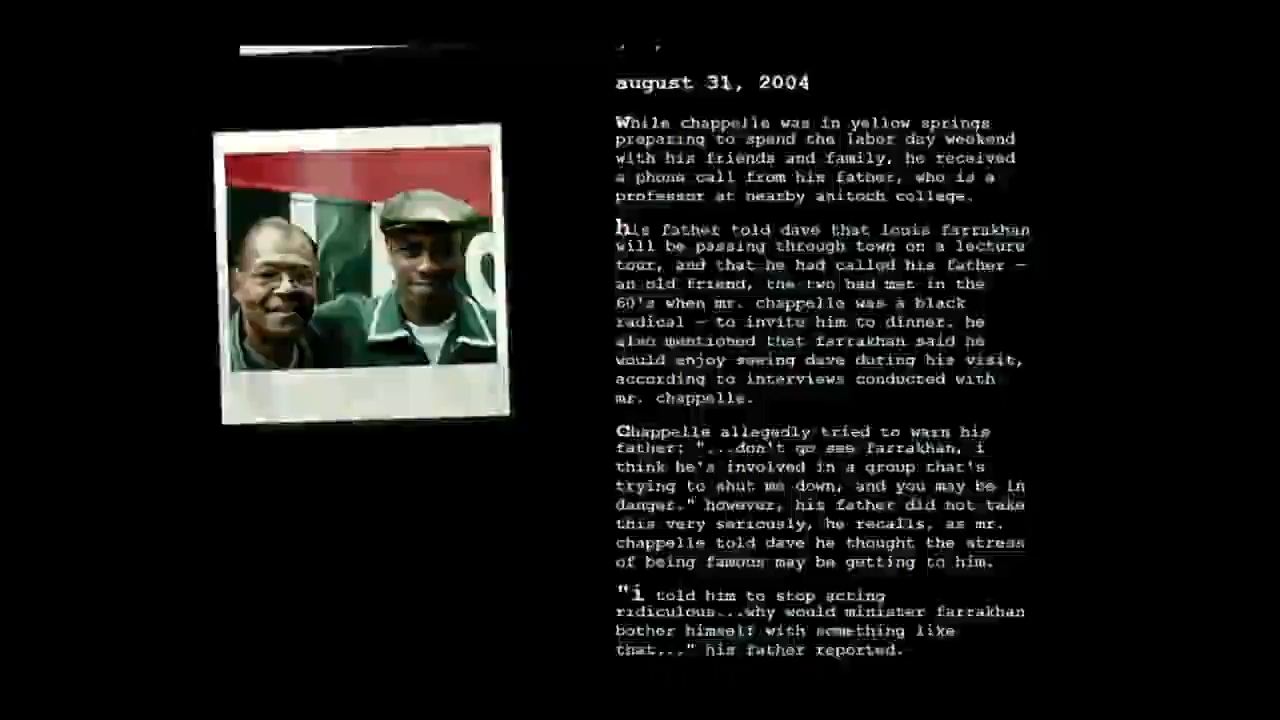 august 31, 2004
While chappelle was in yellow springs
preparing to spend the labor day weekend
with his friends and family, he received
a phone call from his father, who is a
professor at nearby anitoch college.
his father told dave that louis farrakhan
will be passing through town on a lecture
tour, and that he had called his father —
an old friend, the two had met in the
60's when mr. chappelle was a black
radical — to invite him to dinner. he
also mentioned that farrakhan said he
would enjoy seeing dave during his visit,
according to interviews conducted with
mr. chappelle.
Chappelle allegedly tried to warn his
father: "...don't go see farrakhan, i
think he's involved in a group that's
trying to shut me down, and you may be in
danger." however, his father did not take
this very seriously, he recalls, as mr.
chappelle told dave he thought the stress
of being famous may be getting to him.
"i told him to stop acting
ridiculous...why would minister farrakhan
bother himself with something like
that..." his father reported.